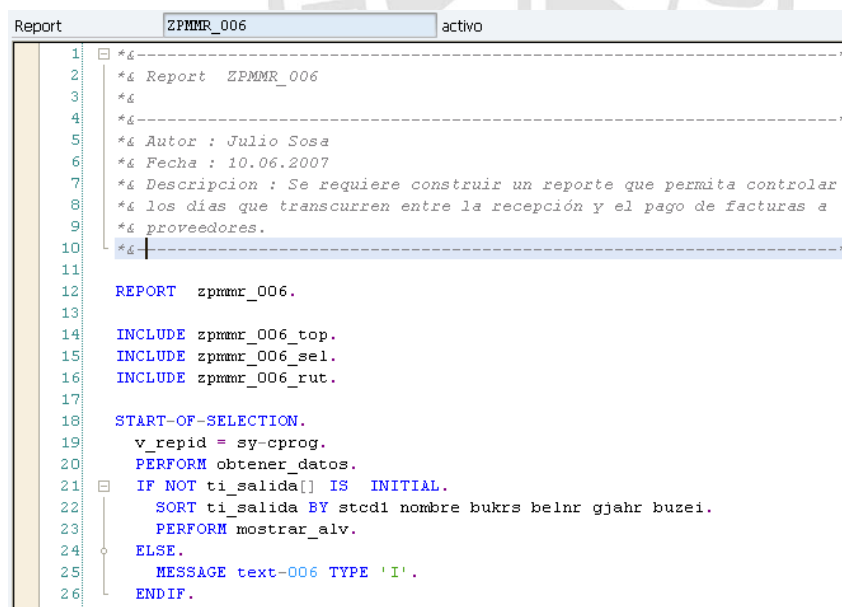 Report ZPMMR_006 activo
1 *&---------------------------------------------------------------------*
2 *& Report  ZPMMR_006
3 *&
4 *&---------------------------------------------------------------------*
5 *& Autor : Julio Sosa
6 *& Fecha : 10.06.2007
7 *& Descripcion : Se requiere construir un reporte que permita controlar
8 *& los días que transcurren entre la recepción y el pago de facturas a
9 *& proveedores.
10 *&---------------------------------------------------------------------*
11
12 REPORT  zpmmr_006.
13
14 INCLUDE zpmmr_006_top.
15 INCLUDE zpmmr_006_sel.
16 INCLUDE zpmmr_006_rut.
17
18 START-OF-SELECTION.
19   v_repid = sy-cprog.
20   PERFORM obtener_datos.
21   IF NOT ti_salida[] IS  INITIAL.
22     SORT ti_salida BY stcd1 nombre bukrs belnr gjahr buzei.
23     PERFORM mostrar_alv.
24   ELSE.
25     MESSAGE text-006 TYPE 'I'.
26   ENDIF.